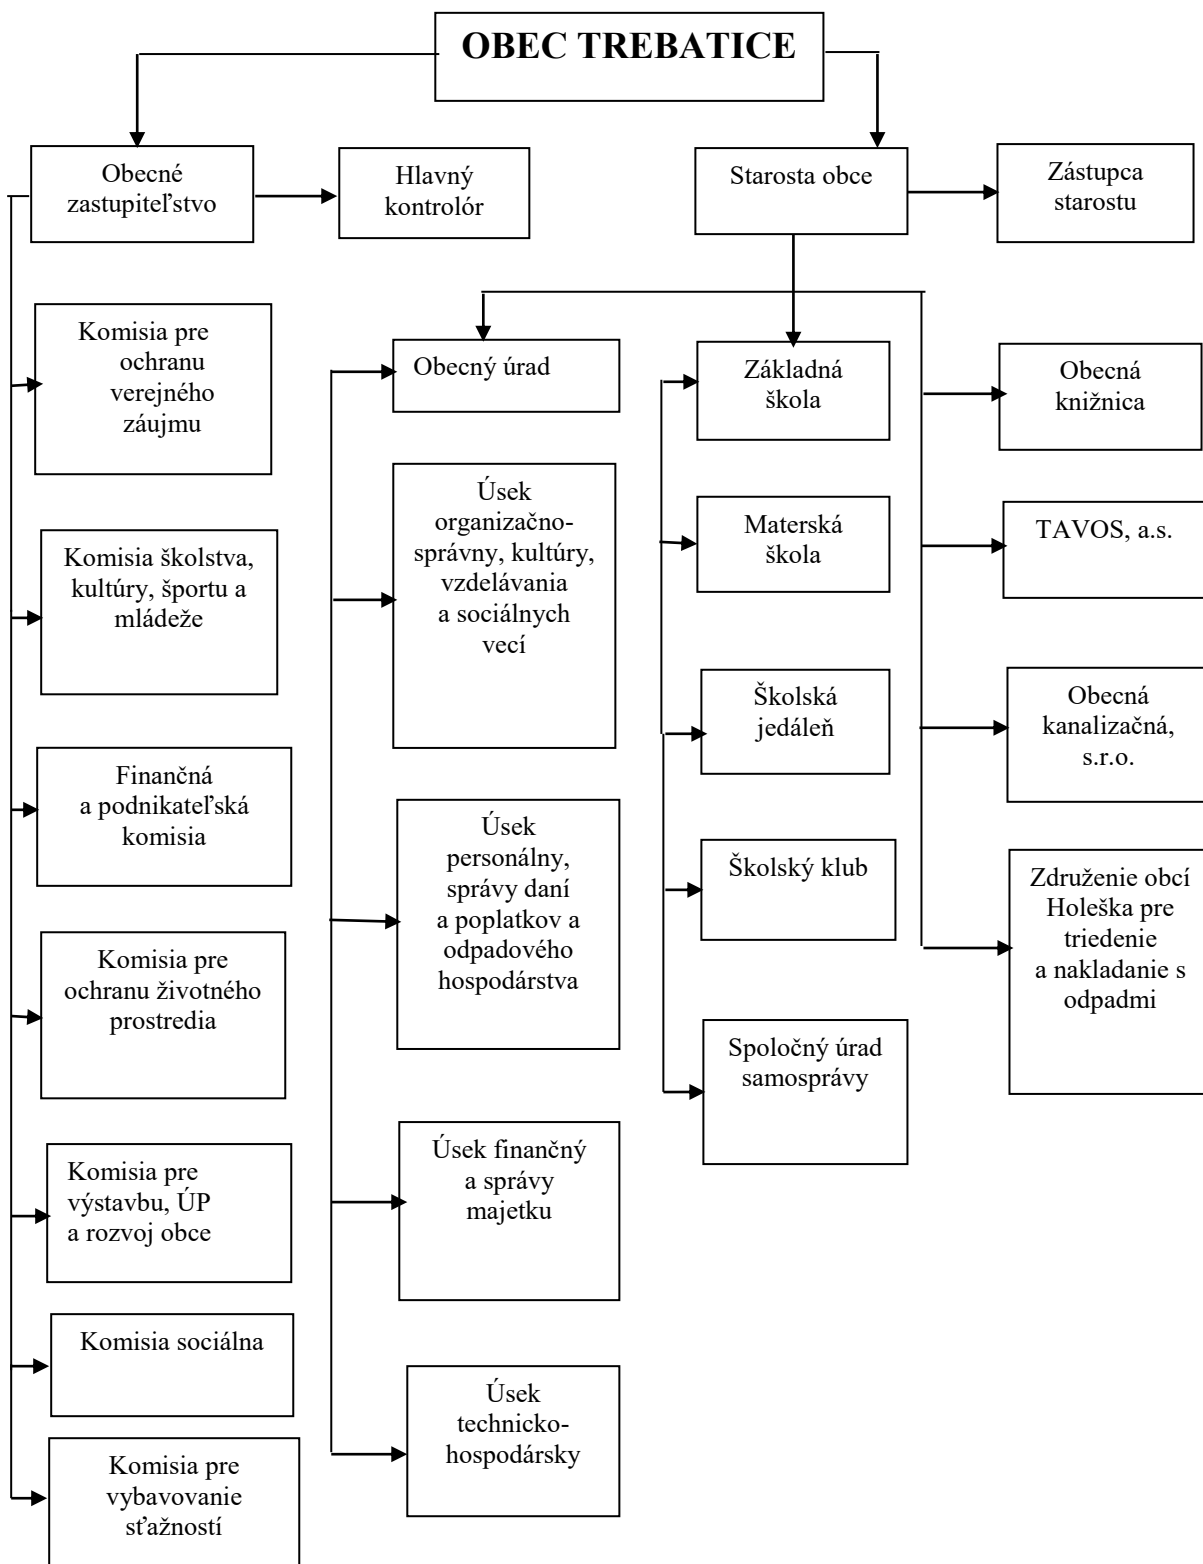 OBEC TREBATICE
Obecné
zastupiteľstvo
Hlavný
kontrolór
Starosta obce
Zástupca
starostu
Komisia pre
ochranu
verejného
záujmu
Komisia školstva,
kultúry, športu a
mládeže
Finančná
a podnikateľská
komisia
Komisia pre
ochranu životného
prostredia
Komisia pre
výstavbu, ÚP
a rozvoj obce
Komisia sociálna
Komisia pre
vybavovanie
sťažností
Obecný úrad
Úsek
organizačno-
správny, kultúry,
vzdelávania
a sociálnych
vecí
Úsek
personálny,
správy daní
a poplatkov a
odpadového
hospodárstva
Úsek finančný
a správy
majetku
Úsek
technicko-
hospodársky
Základná
škola
Materská
škola
Školská
jedáleň
Školský klub
Spoločný úrad
samosprávy
Obecná
knižnica
TAVOS, a.s.
Obecná
kanalizačná,
s.r.o.
Združenie obcí
Holeška pre
triedenie
a nakladanie s
odpadmi